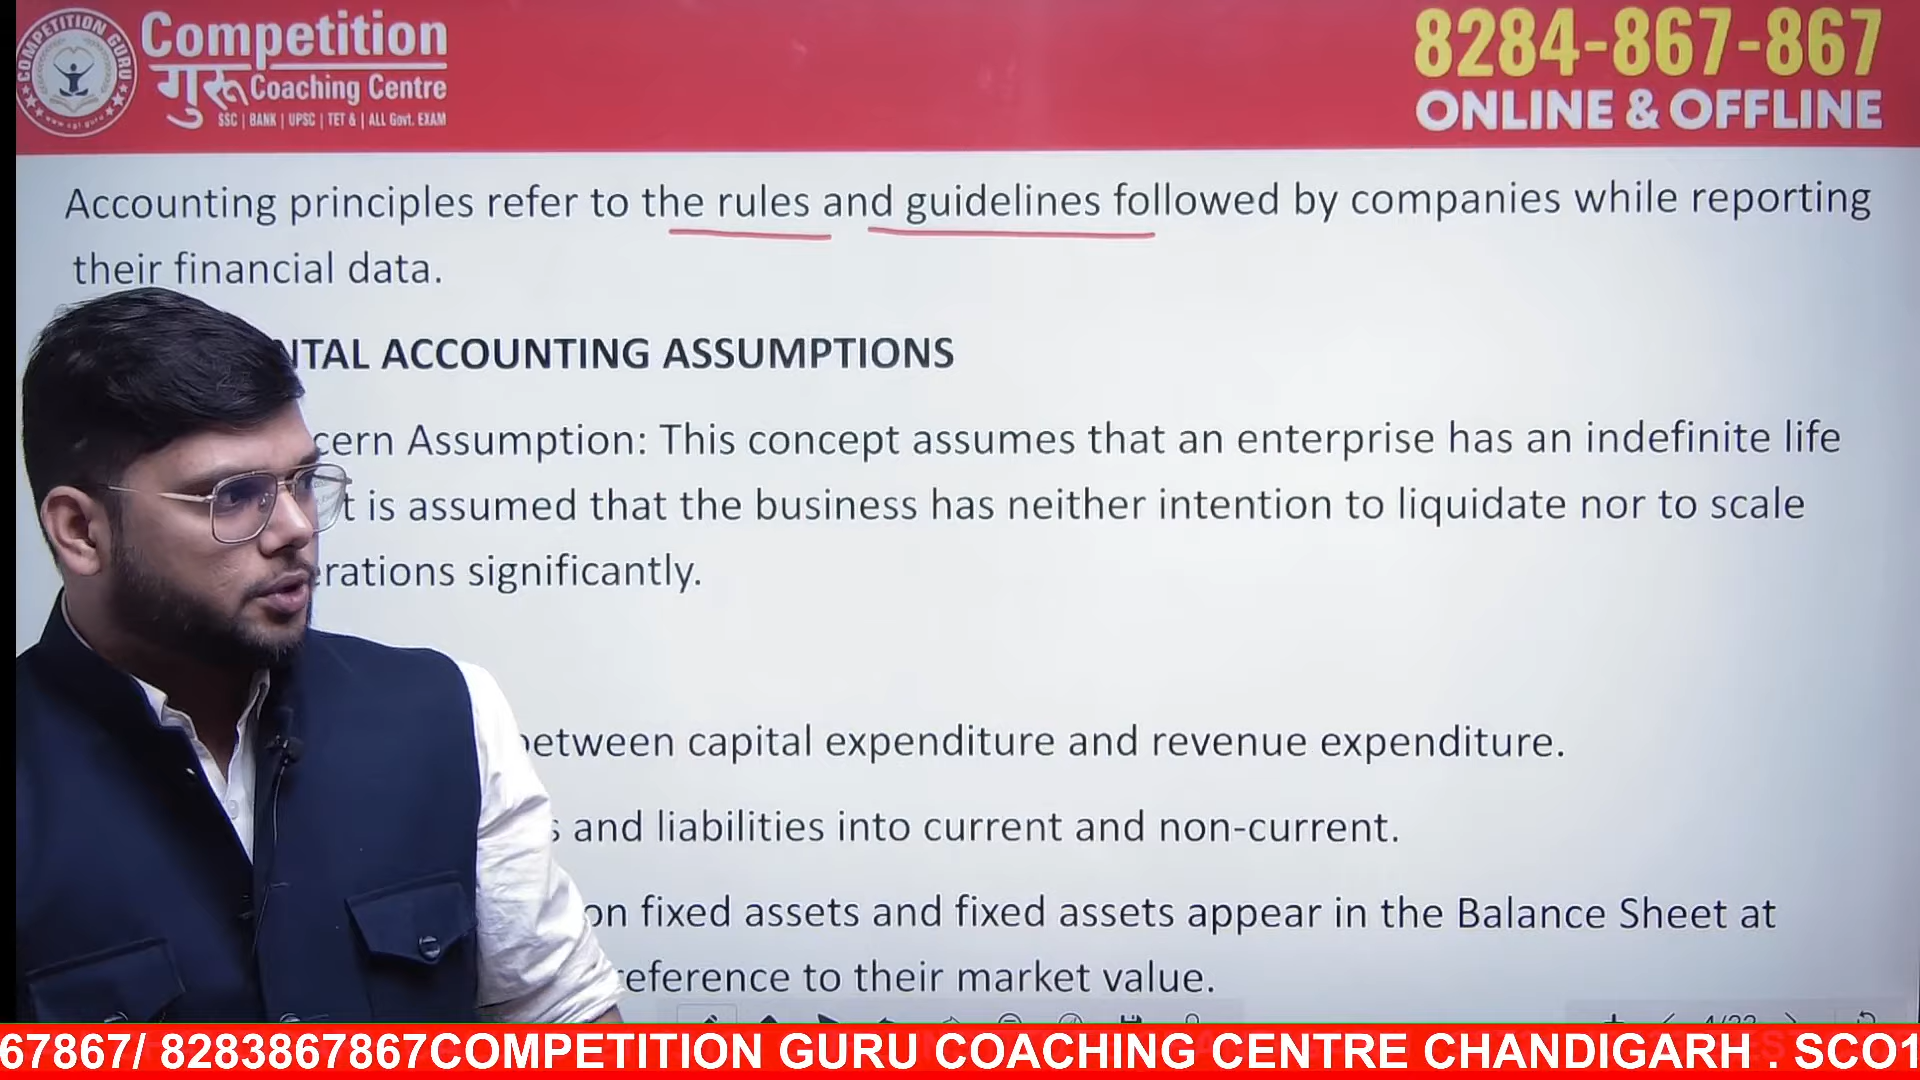 COMPETITION GURU
Competition
गुरू Coaching Centre
SSC | BANK | UPSC | TET & | ALL Govt. EXAM
8284-867-867
ONLINE & OFFLINE
Accounting principles refer to the rules and guidelines followed by companies while reporting
their financial data.
NTAL ACCOUNTING ASSUMPTIONS
cern Assumption: This concept assumes that an enterprise has an indefinite life
t is assumed that the business has neither intention to liquidate nor to scale
erations significantly.
between capital expenditure and revenue expenditure.
s and liabilities into current and non-current.
on fixed assets and fixed assets appear in the Balance Sheet at
reference to their market value.
67867/ 8283867867COMPETITION GURU COACHING CENTRE CHANDIGARH . SCO1